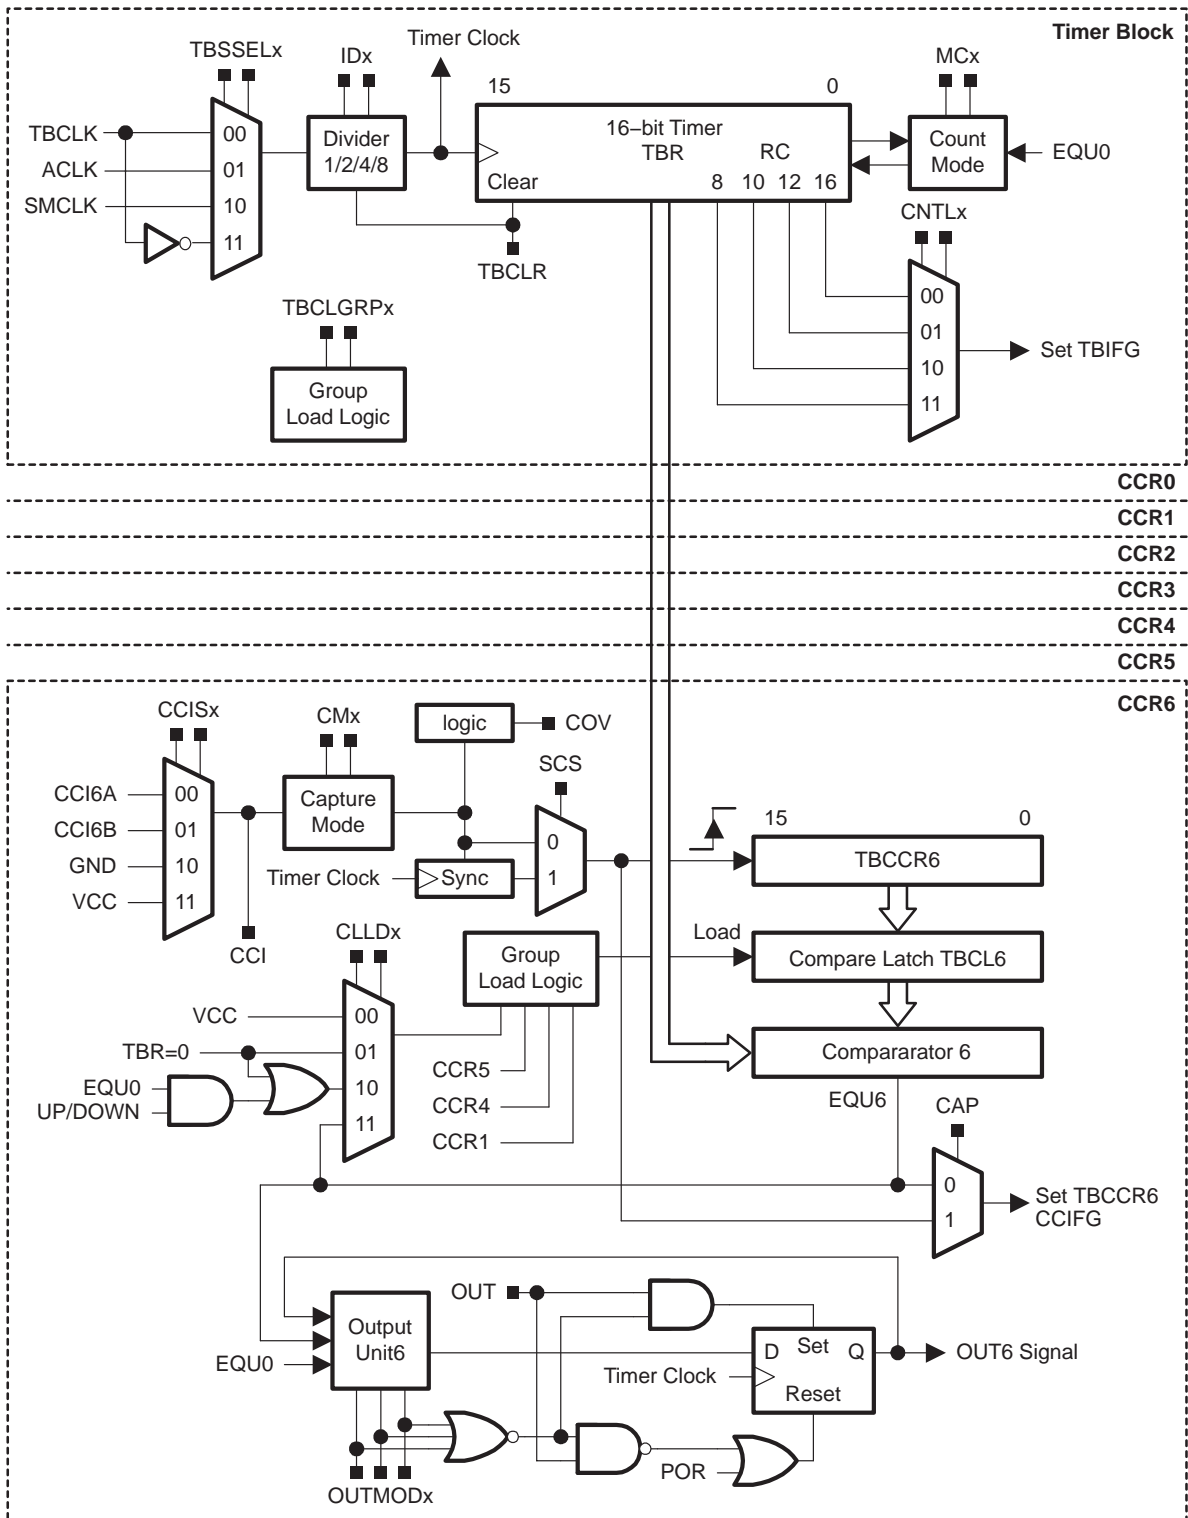 Timer Block
Timer Clock
TBSSELx
IDx
MCx
15
0
TBCLK
00
Divider
1/2/4/8
16−bit Timer
TBR
RC
Count
Mode
EQU0
ACLK
01
SMCLK
10
Clear
8
10
12
16
11
CNTLx
TBCLR
00
TBCLGRPx
01
Set TBIFG
10
Group
Load Logic
11
CCR0
CCR1
CCR2
CCR3
CCR4
CCR5
CCR6
CCISx
CMx
logic
COV
SCS
CCI6A
00
Capture
Mode
15
0
CCI6B
01
0
TBCCR6
GND
10
Timer Clock
Sync
1
VCC
11
CCI
CLLDx
Group
Load Logic
Load
Compare Latch TBCL6
VCC
00
TBR=0
01
Compararator 6
CCR5
EQU0
10
EQU6
CAP
UP/DOWN
CCR4
11
CCR1
0
Set TBCCR6
CCIFG
1
OUT
Output
Unit6
EQU0
D
Set
Q
OUT6 Signal
Timer Clock
Reset
POR
OUTMODx